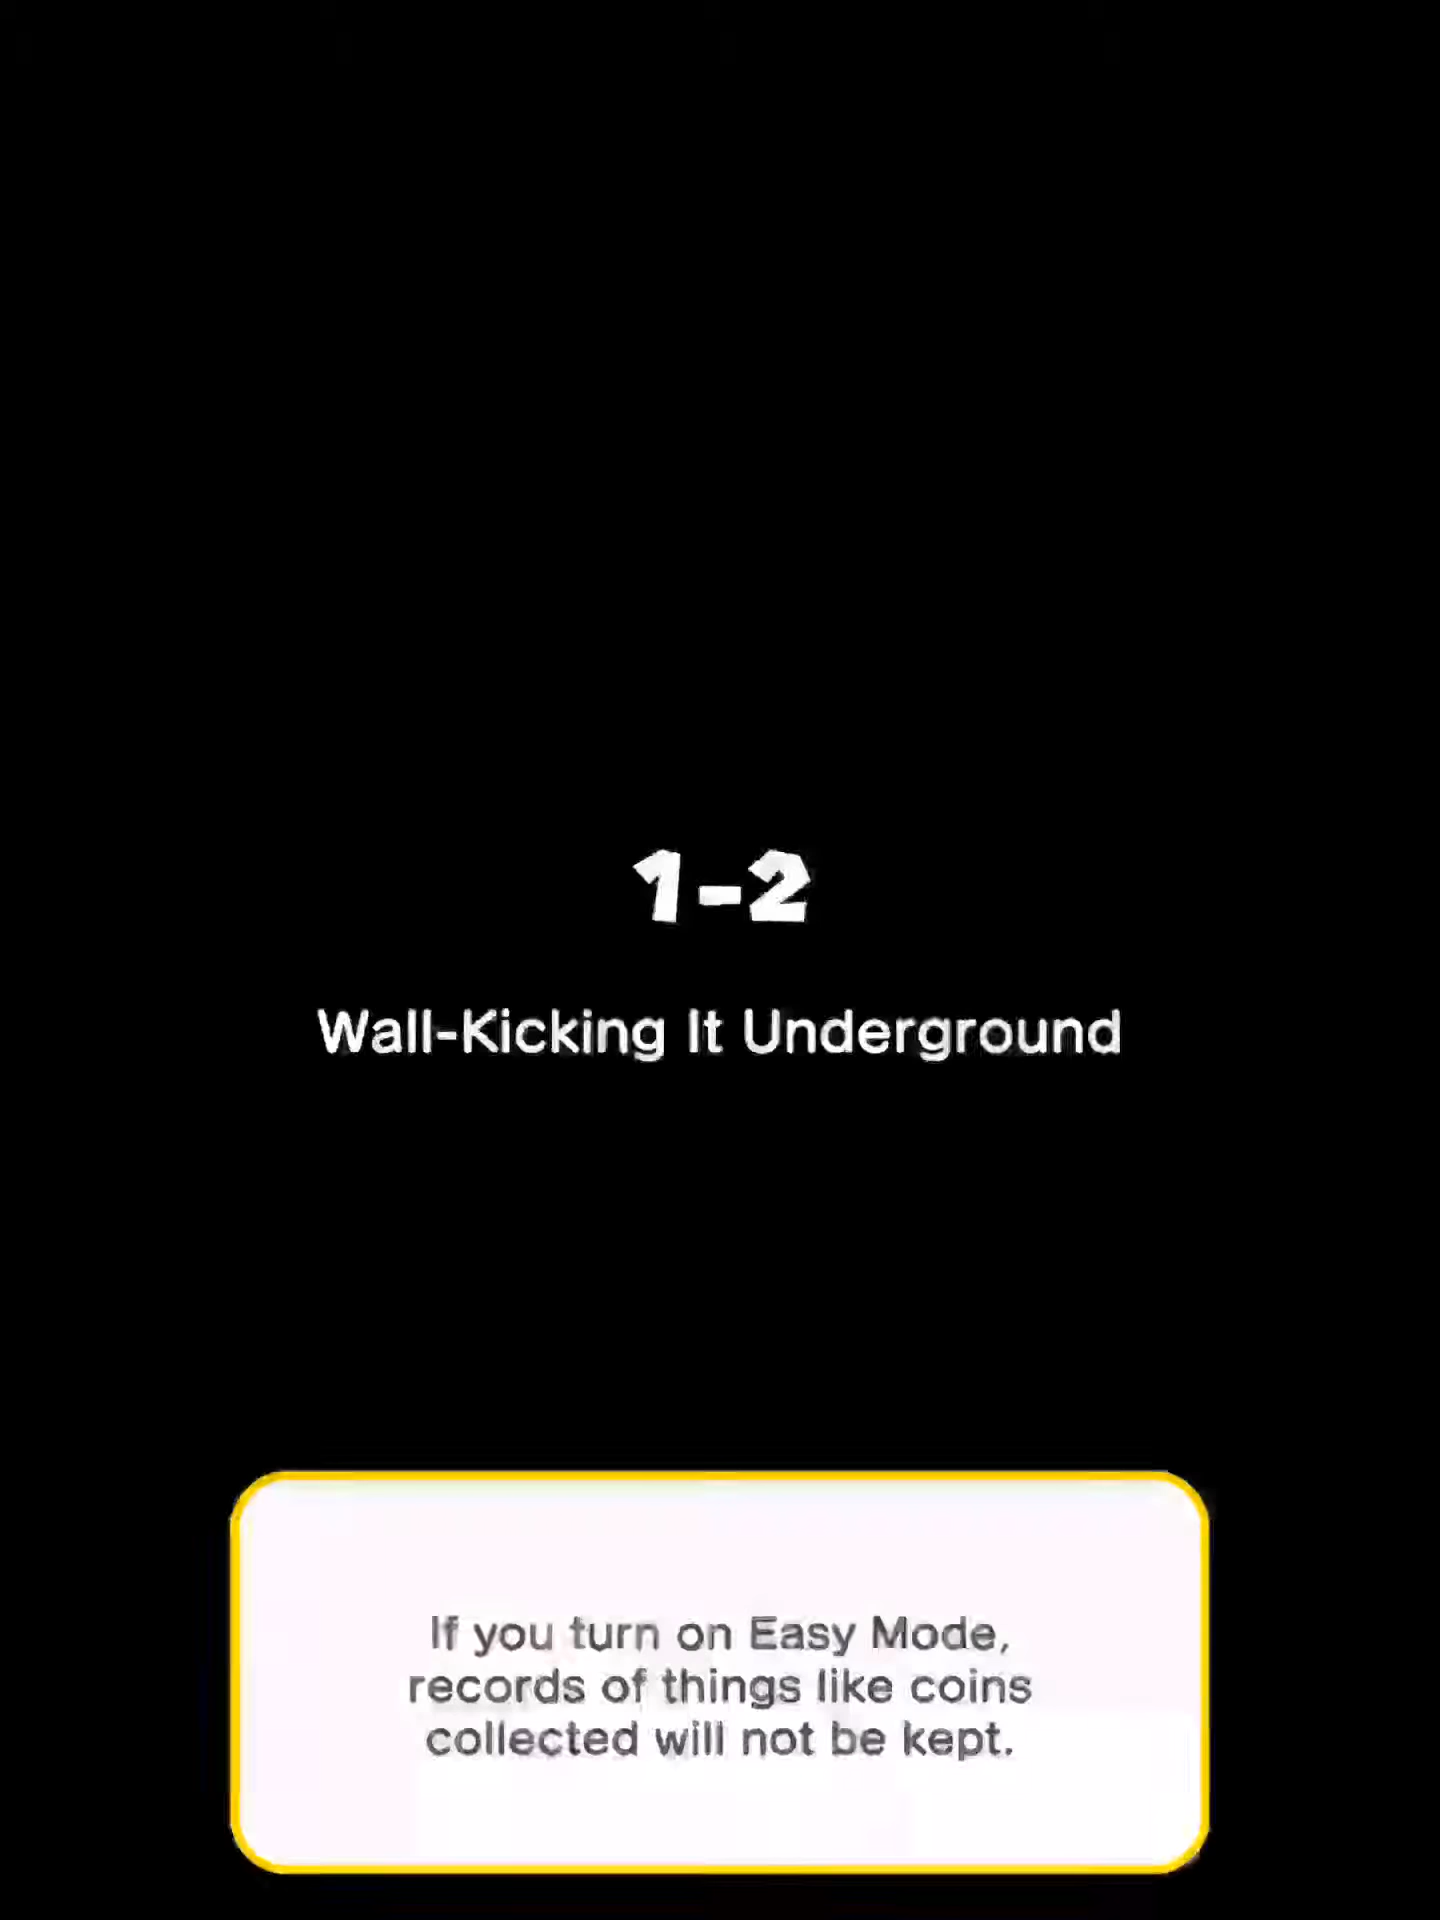 1-2
Wall-Kicking It Underground
If you turn on Easy Mode,
records of things like coins
collected will not be kept.